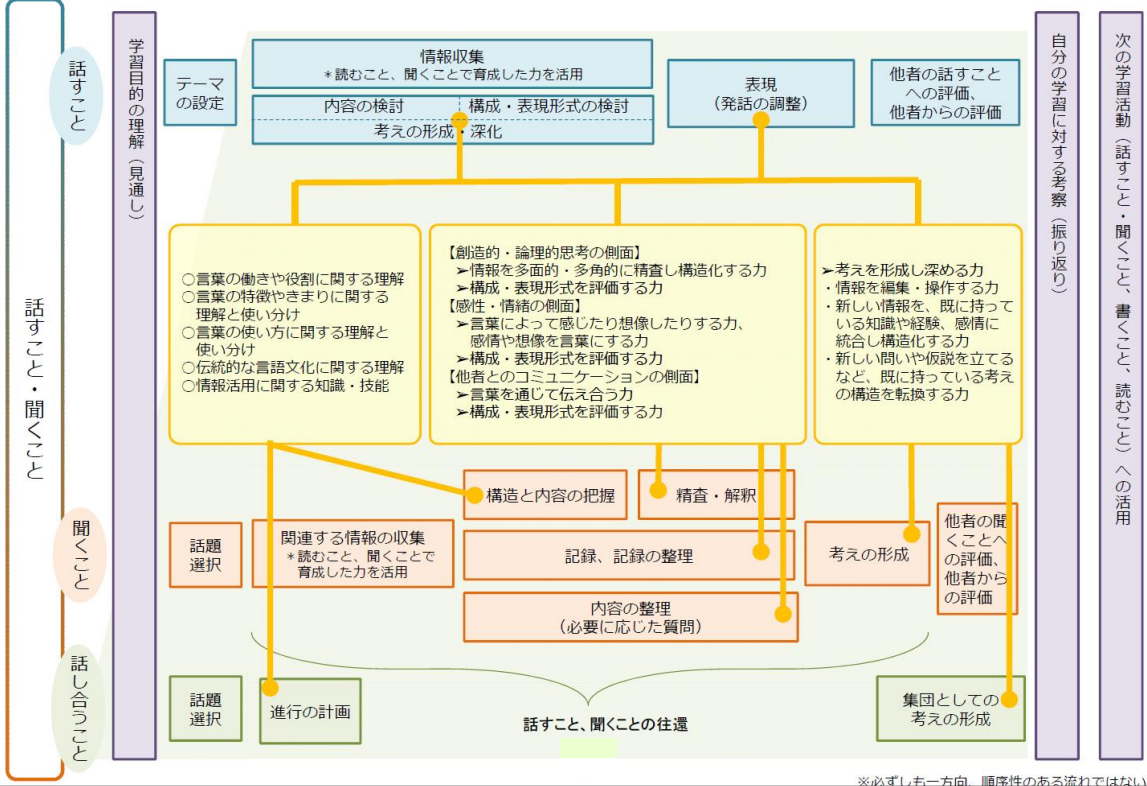 話すこと・聞くこと
話すこと
聞くこと
話し合うこと
学習目的の理解（見通し）
テーマ
の設定
情報収集
＊読むこと、聞くことで育成した力を活用
内容の検討
構成・表現形式の検討
考えの形成・深化
表現
（発話の調整）
他者の話すこと
への評価、
他者からの評価
○言葉の働きや役割に関する理解
○言葉の特徴やきまりに関する
理解と使い分け
○言葉の使い方に関する理解と
使い分け
○伝統的な言語文化に関する理解
○情報活用に関する知識・技能
【創造的・論理的思考の側面】
➢情報を多面的・多角的に精査し構造化する力
➢構成・表現形式を評価する力
【感性・情緒の側面】
➢言葉によって感じたり想像したりする力、
感情や想像を言葉にする力
➢構成・表現形式を評価する力
【他者とのコミュニケーションの側面】
➢言葉を通じて伝え合う力
➢構成・表現形式を評価する力
➢考えを形成し深める力
・情報を編集・操作する力
・新しい情報を、既に持って
いる知識や経験、感情に
統合し構造化する力
・新しい問いや仮説を立てる
など、既に持っている考え
の構造を転換する力
構造と内容の把握
精査・解釈
話題
選択
関連する情報の収集
＊読むこと、聞くことで
育成した力を活用
記録、記録の整理
考えの形成
他者の聞
くことへ
の評価、
他者から
の評価
内容の整理
（必要に応じた質問）
話題
選択
進行の計画
話すこと、聞くことの往還
集団としての
考えの形成
自分の学習に対する考察（振り返り）
次の学習活動（話すこと・聞くこと、書くこと、読むこと）への活用
※必ずしも一方向、順序性のある流れではない